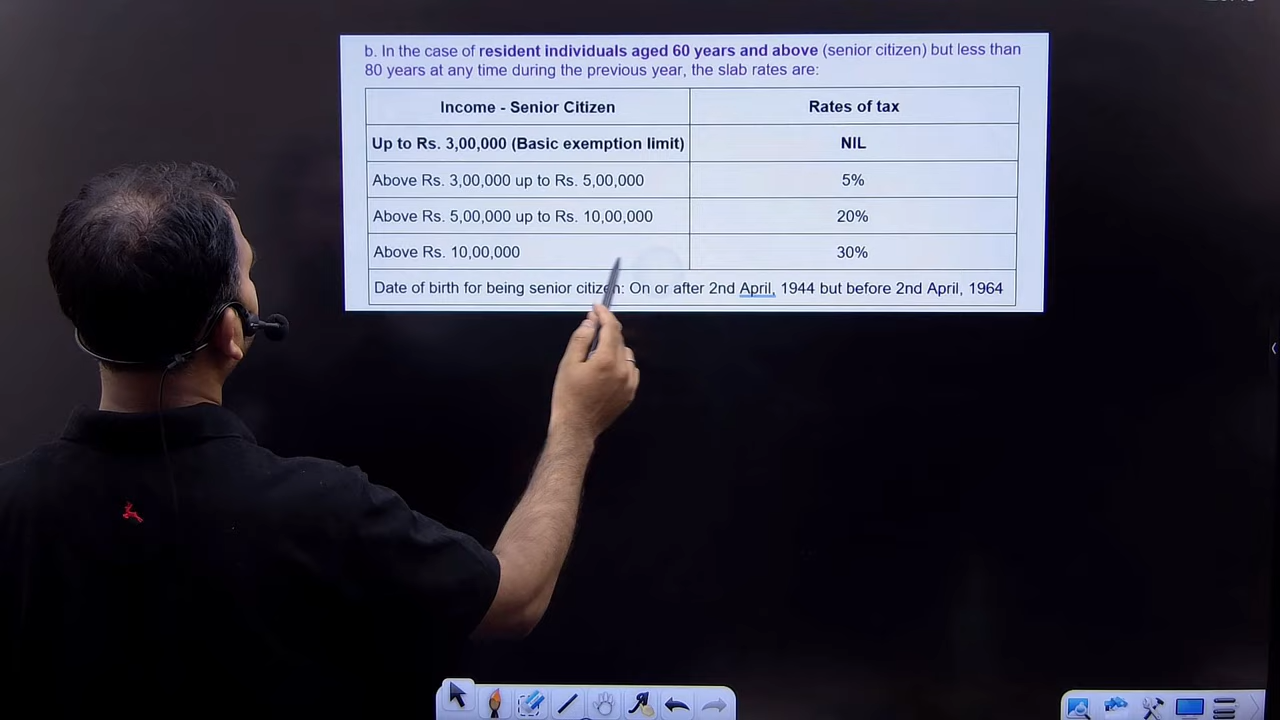 b. In the case of resident individuals aged 60 years and above (senior citizen) but less than
80 years at any time during the previous year, the slab rates are:
Income - Senior Citizen Rates of tax
Up to Rs. 3,00,000 (Basic exemption limit) NIL
Above Rs. 3,00,000 up to Rs. 5,00,000 5%
Above Rs. 5,00,000 up to Rs. 10,00,000 20%
Above Rs. 10,00,000 30%
Date of birth for being senior citizen: On or after 2nd April, 1944 but before 2nd April, 1964